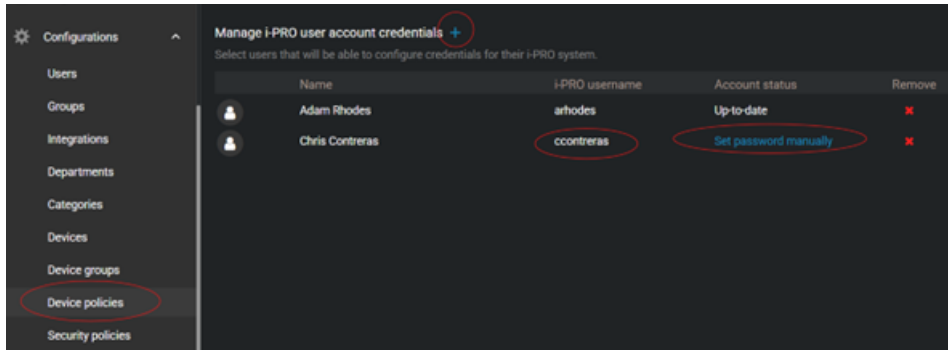 Configurations
Users
Groups
Integrations
Departments
Categories
Devices
Device groups
Device policies
Security policies
Manage i-PRO user account credentials +
Select users that will be able to configure credentials for their i-PRO system.
Name i-PRO username Account status Remove
Adam Rhodes arhodes Up-to-date
Chris Contreras ccontreras Set password manually